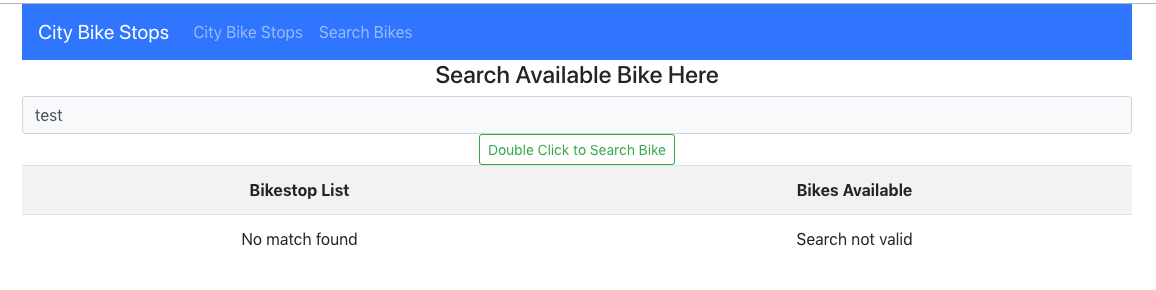 City Bike Stops City Bike Stops Search Bikes
Search Available Bike Here
test
Double Click to Search Bike
Bikestop List Bikes Available
No match found Search not valid